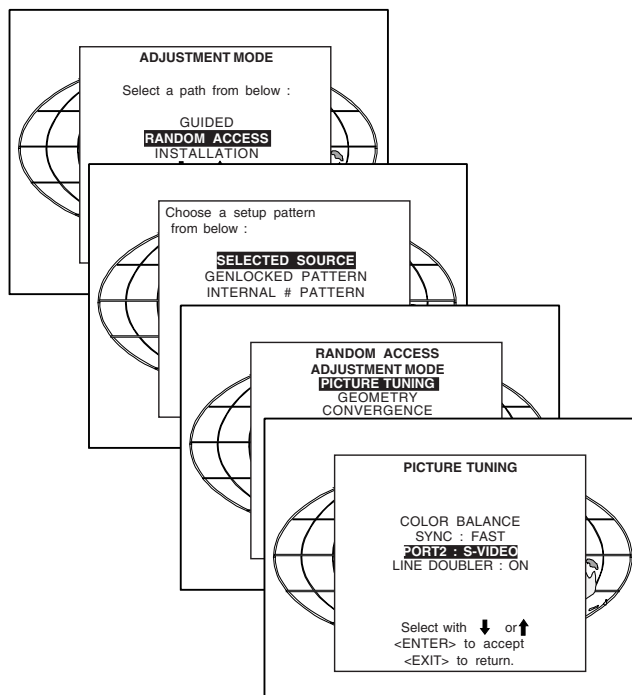 ADJUSTMENT MODE
Select a path from below :
GUIDED
RANDOM ACCESS
INSTALLATION
Choose a setup pattern
from below :
SELECTED SOURCE
GENLOCKED PATTERN
INTERNAL # PATTERN
RANDOM ACCESS
ADJUSTMENT MODE
PICTURE TUNING
GEOMETRY
CONVERGENCE
PICTURE TUNING
COLOR BALANCE
SYNC : FAST
PORT2 : S-VIDEO
LINE DOUBLER : ON
Select with ⬇ or ⬆
<ENTER> to accept
<EXIT> to return.